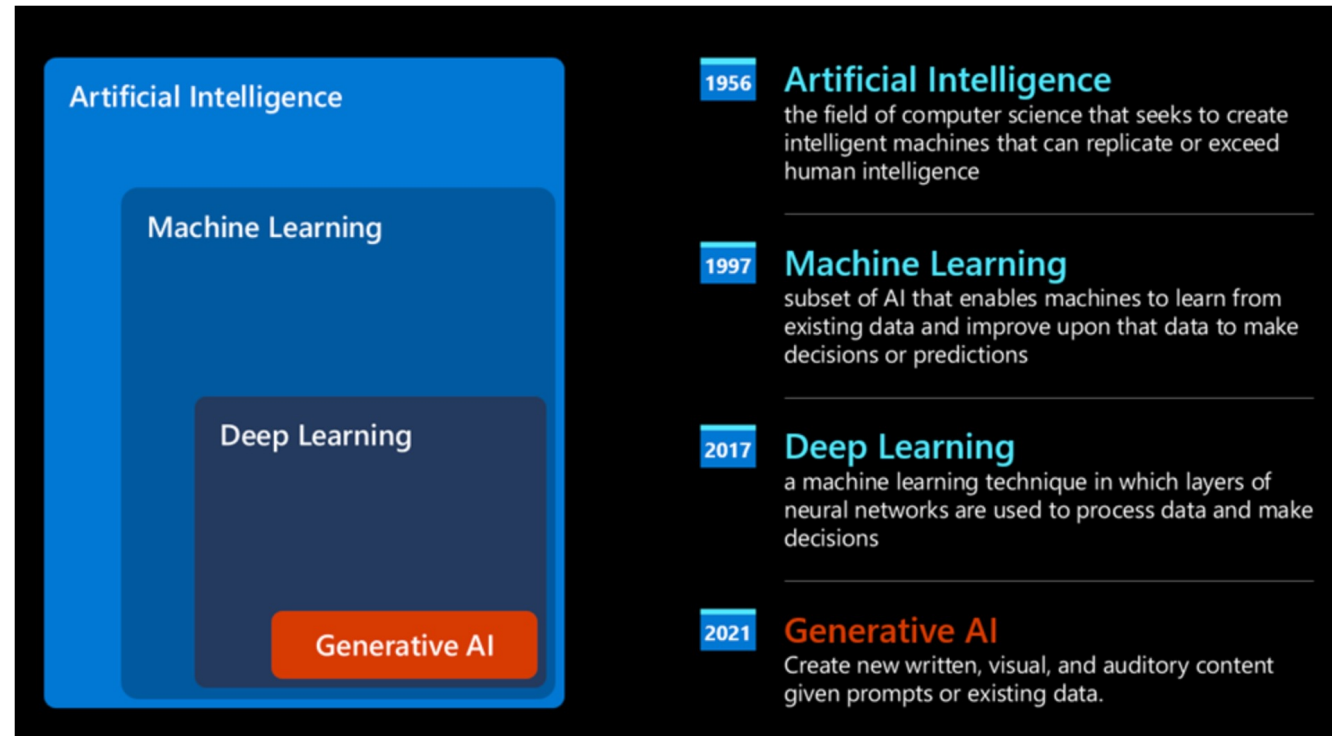 Artificial Intelligence
Machine Learning
Deep Learning
Generative AI
1956
Artificial Intelligence
the field of computer science that seeks to create
intelligent machines that can replicate or exceed
human intelligence
1997
Machine Learning
subset of AI that enables machines to learn from
existing data and improve upon that data to make
decisions or predictions
2017
Deep Learning
a machine learning technique in which layers of
neural networks are used to process data and make
decisions
2021
Generative AI
Create new written, visual, and auditory content
given prompts or existing data.